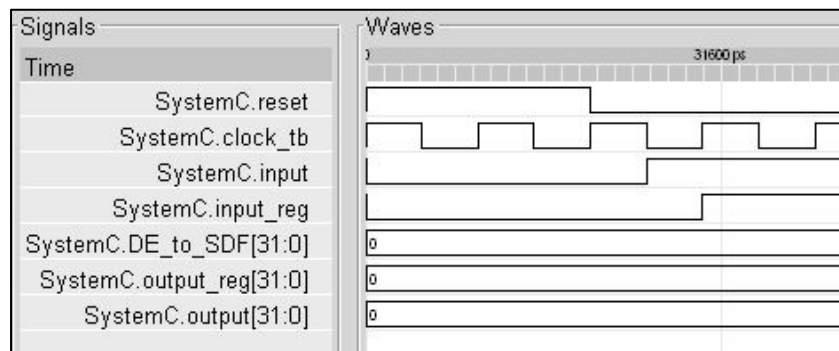 Signals
Waves
Time
31600 ps
SystemC.reset
SystemC.clock_tb
SystemC.input
SystemC.input_reg
SystemC.DE_to_SDF[31:0]
0
SystemC.output_reg[31:0]
0
SystemC.output[31:0]
0